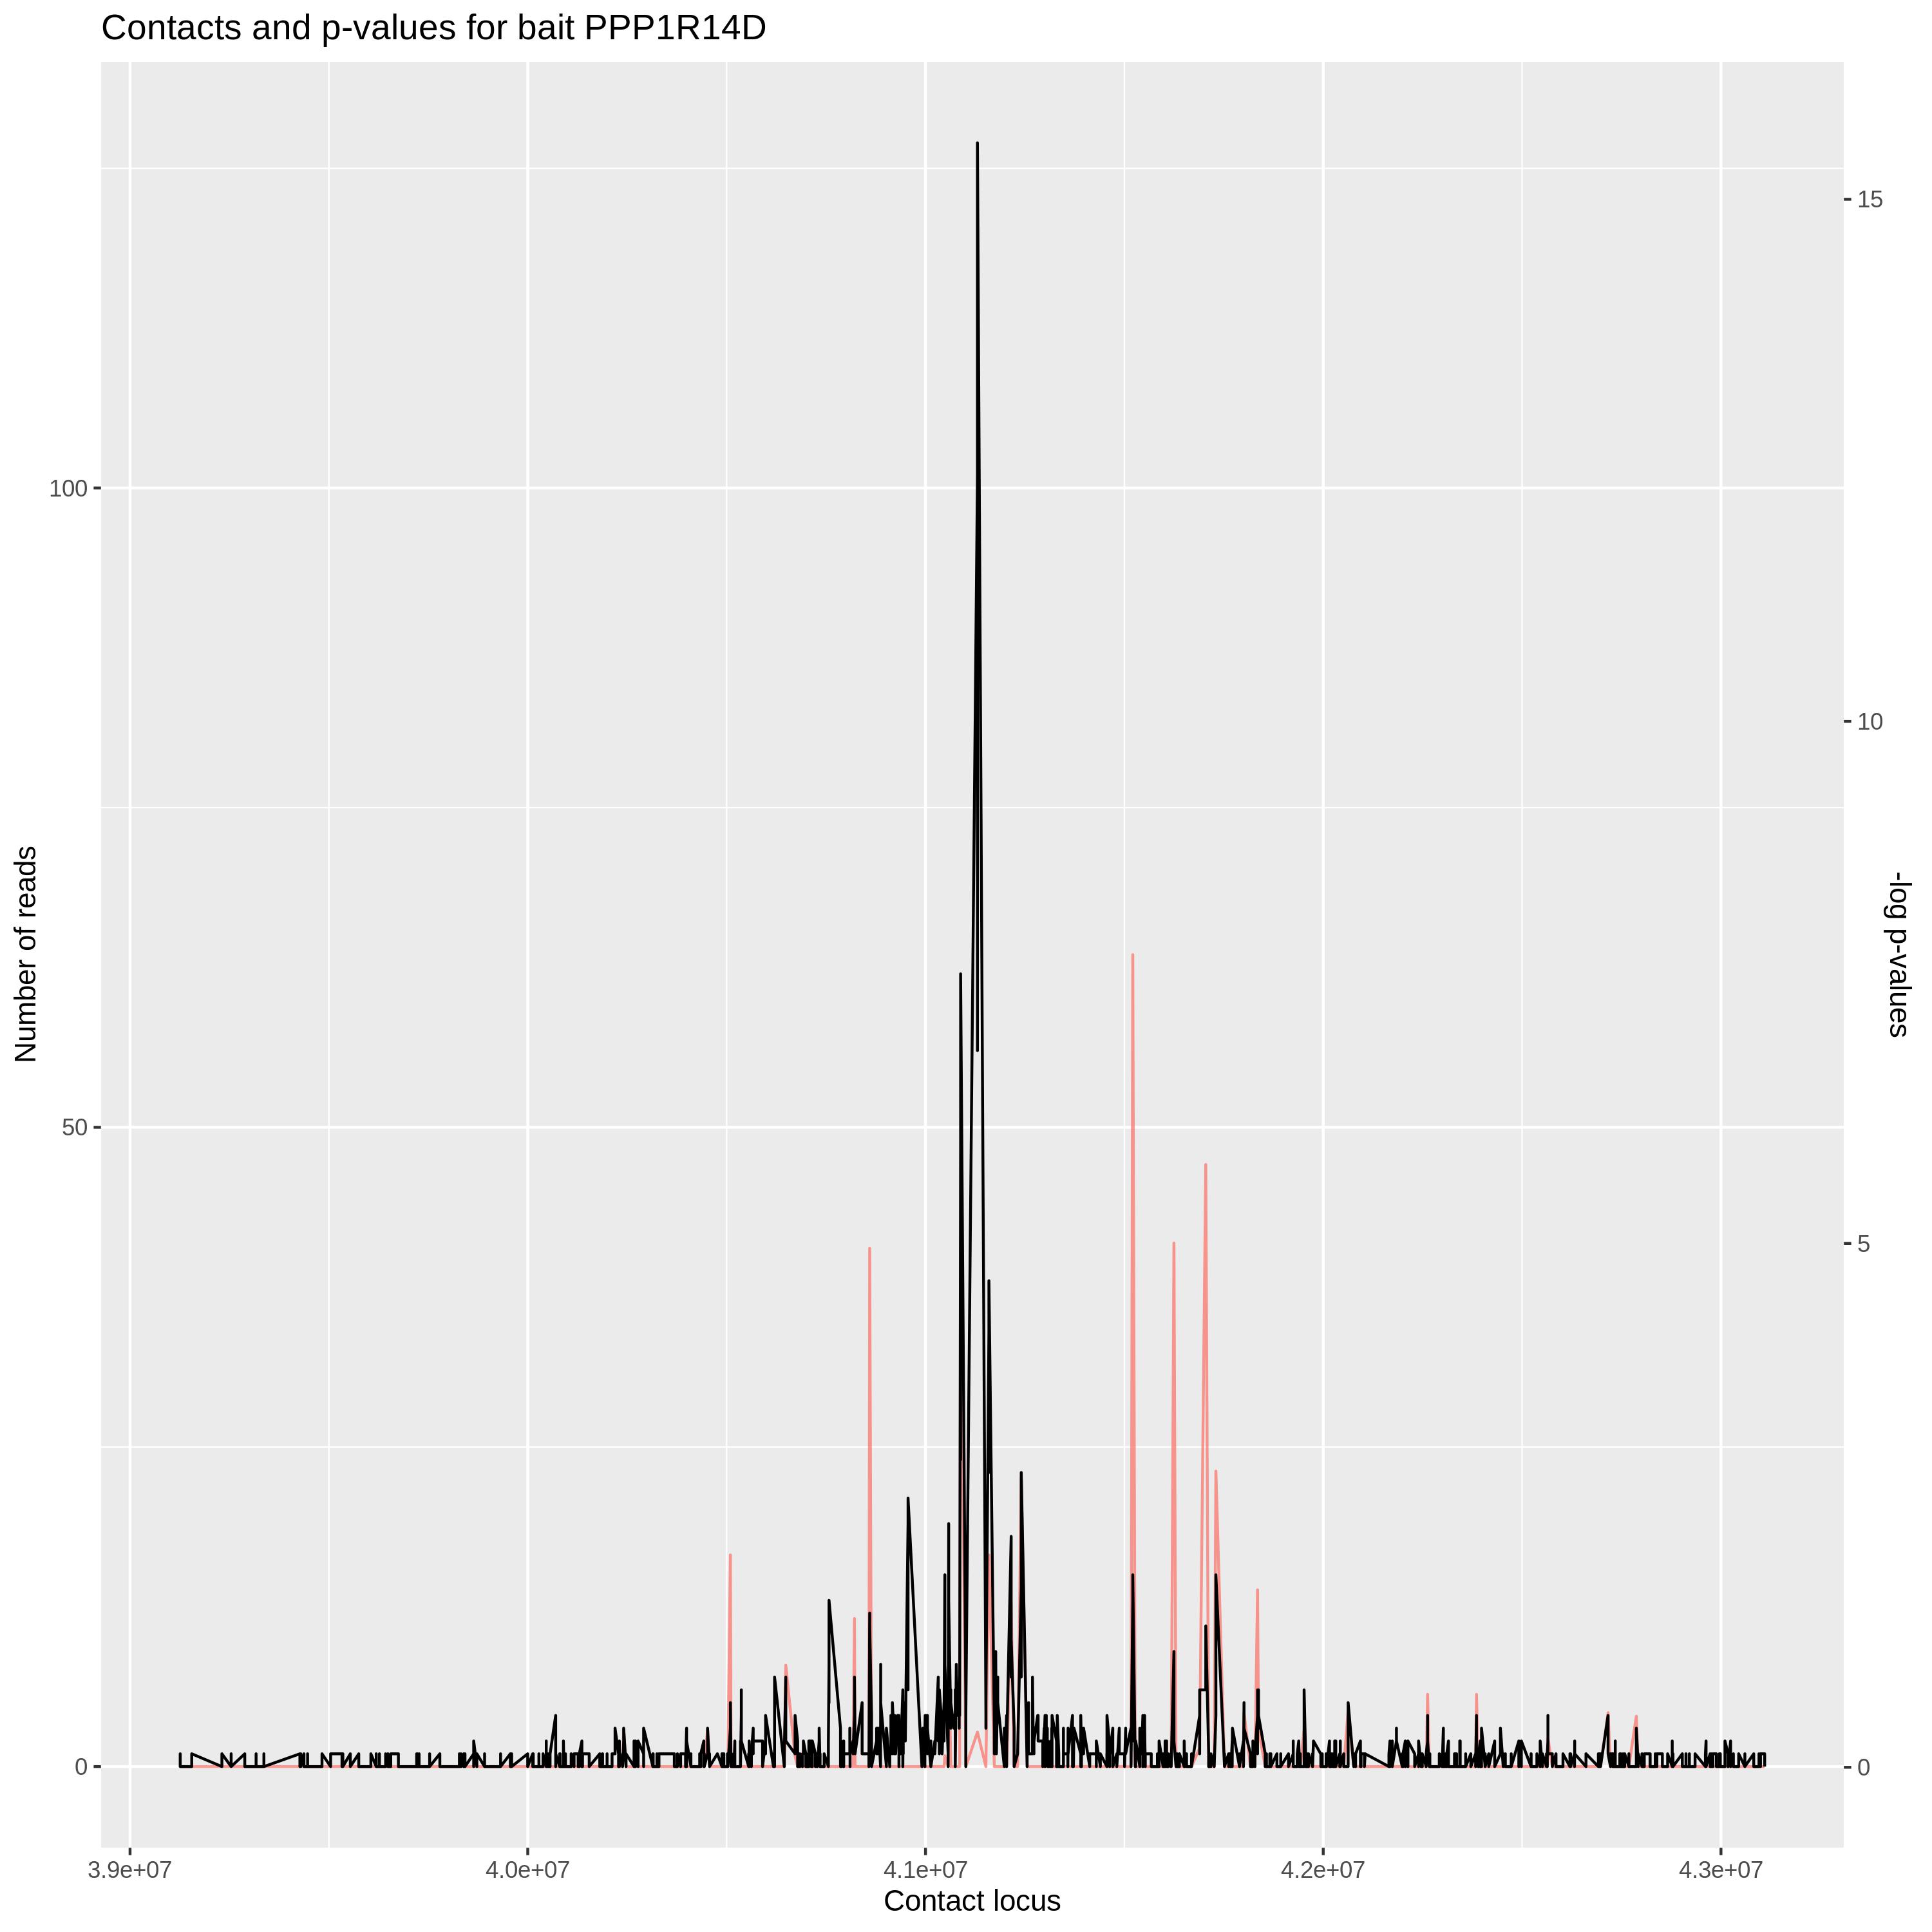 Contacts and p-values for bait PPP1R14D
Number of reads
100
50
0
15
10
5
0
-log p-values
3.9e+07 4.0e+07 4.1e+07 4.2e+07 4.3e+07
Contact locus